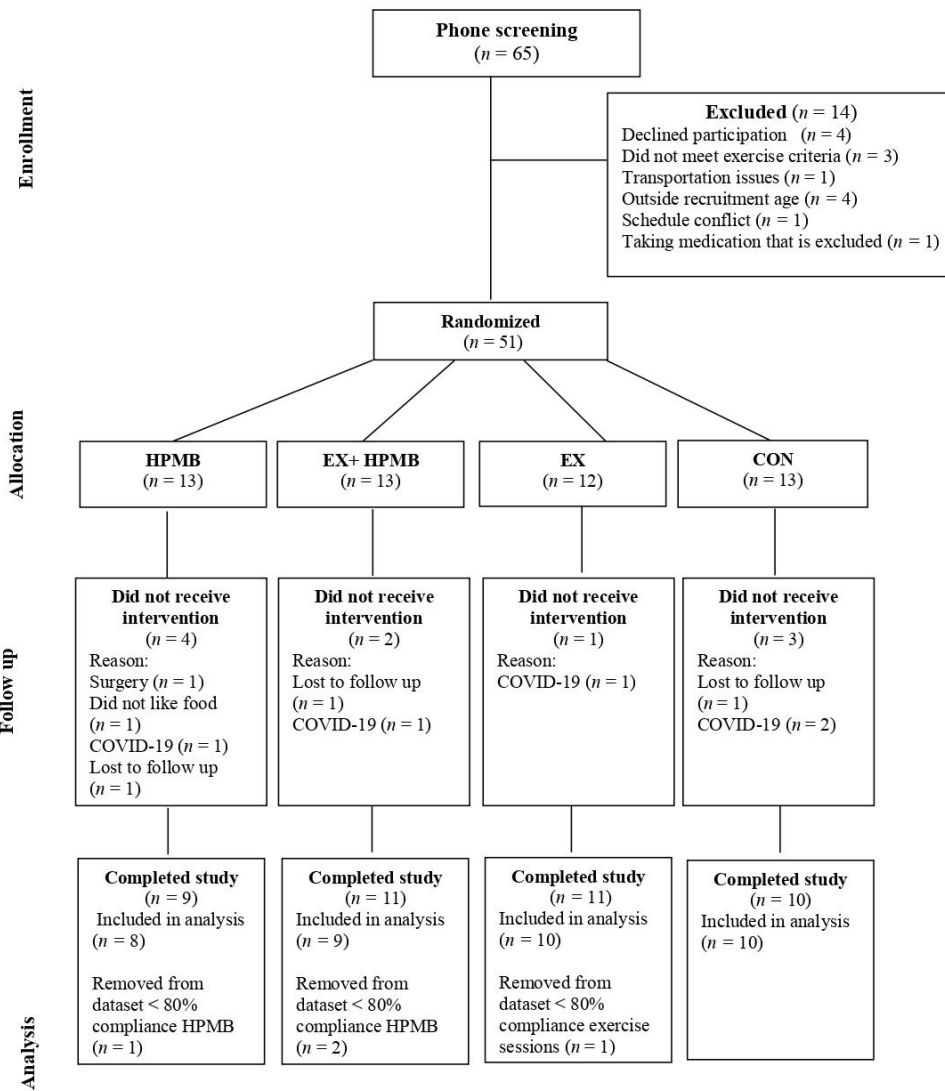 Enrollment
Phone screening
(n = 65)
Excluded (n = 14)
Declined participation (n = 4)
Did not meet exercise criteria (n = 3)
Transportation issues (n = 1)
Outside recruitment age (n = 4)
Schedule conflict (n = 1)
Taking medication that is excluded (n = 1)
Randomized
(n = 51)
Allocation
HPMB
(n = 13)
EX+ HPMB
(n = 13)
EX
(n = 12)
CON
(n = 13)
Follow up
Did not receive
intervention
(n = 4)
Reason:
Surgery (n = 1)
Did not like food
(n = 1)
COVID-19 (n = 1)
Lost to follow up
(n = 1)
Did not receive
intervention
(n = 2)
Reason:
Lost to follow up
(n = 1)
COVID-19 (n = 1)
Did not receive
intervention
(n = 1)
Reason:
COVID-19 (n = 1)
Did not receive
intervention
(n = 3)
Reason:
Lost to follow up
(n = 1)
COVID-19 (n = 2)
Analysis
Completed study
(n = 9)
Included in analysis
(n = 8)
Removed from
dataset < 80%
compliance HPMB
(n = 1)
Completed study
(n = 11)
Included in analysis
(n = 9)
Removed from
dataset < 80%
compliance HPMB
(n = 2)
Completed study
(n = 11)
Included in analysis
(n = 10)
Removed from
dataset < 80%
compliance exercise
sessions (n = 1)
Completed study
(n = 10)
Included in analysis
(n = 10)